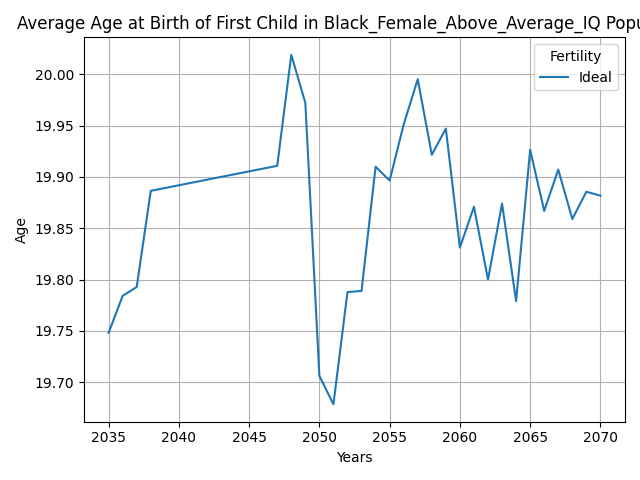 Average Age at Birth of First Child in Black_Female_Above_Average_IQ Popu
Fertility
Ideal
20.00
19.95
19.90
19.85
19.80
19.75
19.70
Age
2035 2040 2045 2050 2055 2060 2065 2070
Years